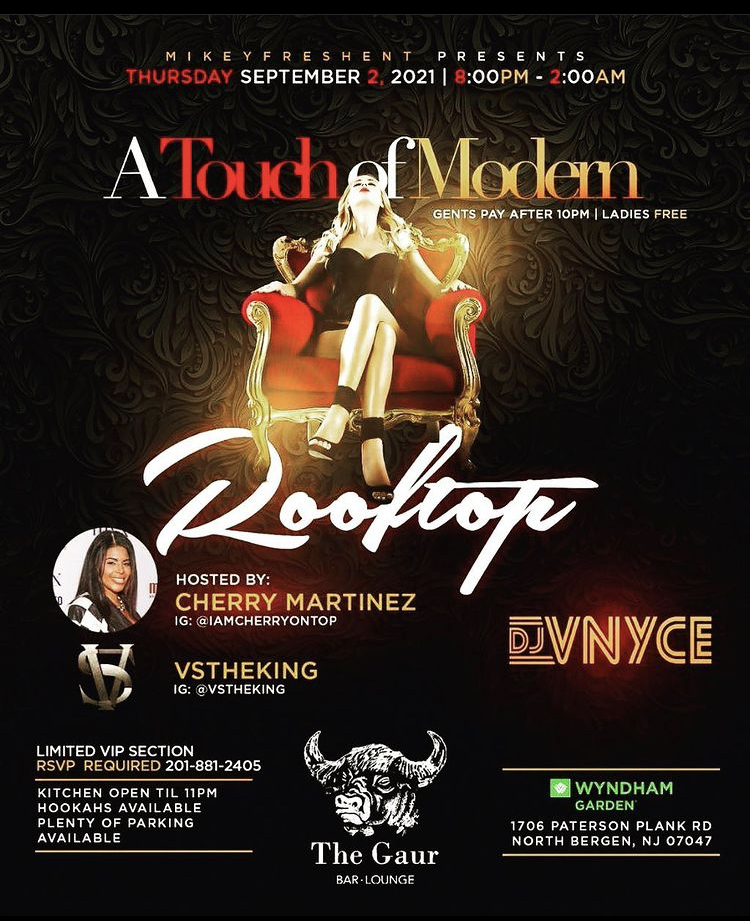 MIKEYFRESHENT PRESENTS
THURSDAY SEPTEMBER 2, 2021 | 8:00PM - 2:00AM
A Touch of Modern
GENTS PAY AFTER 10PM | LADIES FREE
Rooftop
HOSTED BY:
CHERRY MARTINEZ
IG: @IAMCHERRYONTOP
VS
VSTHEKING
IG: @VSTHEKING
DJ VNYCE
LIMITED VIP SECTION
RSVP REQUIRED 201-881-2405
KITCHEN OPEN TIL 11PM
HOOKAHS AVAILABLE
PLENTY OF PARKING
AVAILABLE
The Gaur
BAR · LOUNGE
WYNDHAM
GARDEN
1706 PATERSON PLANK RD
NORTH BERGEN, NJ 07047